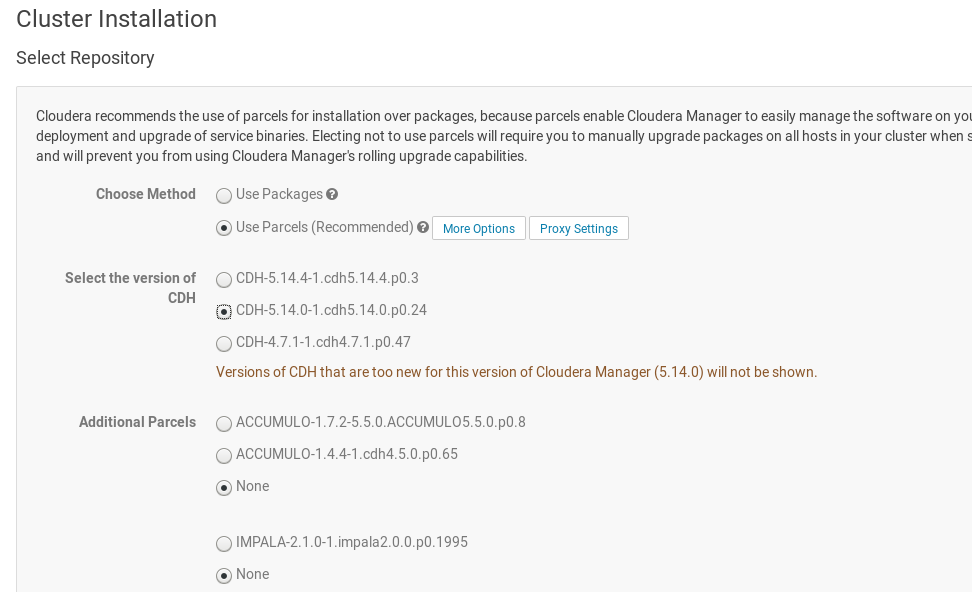 Cluster Installation
Select Repository
Cloudera recommends the use of parcels for installation over packages, because parcels enable Cloudera Manager to easily manage the software on
deployment and upgrade of service binaries. Electing not to use parcels will require you to manually upgrade packages on all hosts in your cluster when
and will prevent you from using Cloudera Manager's rolling upgrade capabilities.
Choose Method
Use Packages ?
Use Parcels (Recommended) ? More Options Proxy Settings
Select the version of
CDH
CDH-5.14.4-1.cdh5.14.4.p0.3
CDH-5.14.0-1.cdh5.14.0.p0.24
CDH-4.7.1-1.cdh4.7.1.p0.47
Versions of CDH that are too new for this version of Cloudera Manager (5.14.0) will not be shown.
Additional Parcels
ACCUMULO-1.7.2-5.5.0.ACCUMULO5.5.0.p0.8
ACCUMULO-1.4.4-1.cdh4.5.0.p0.65
None
IMPALA-2.1.0-1.impala2.0.0.p0.1995
None